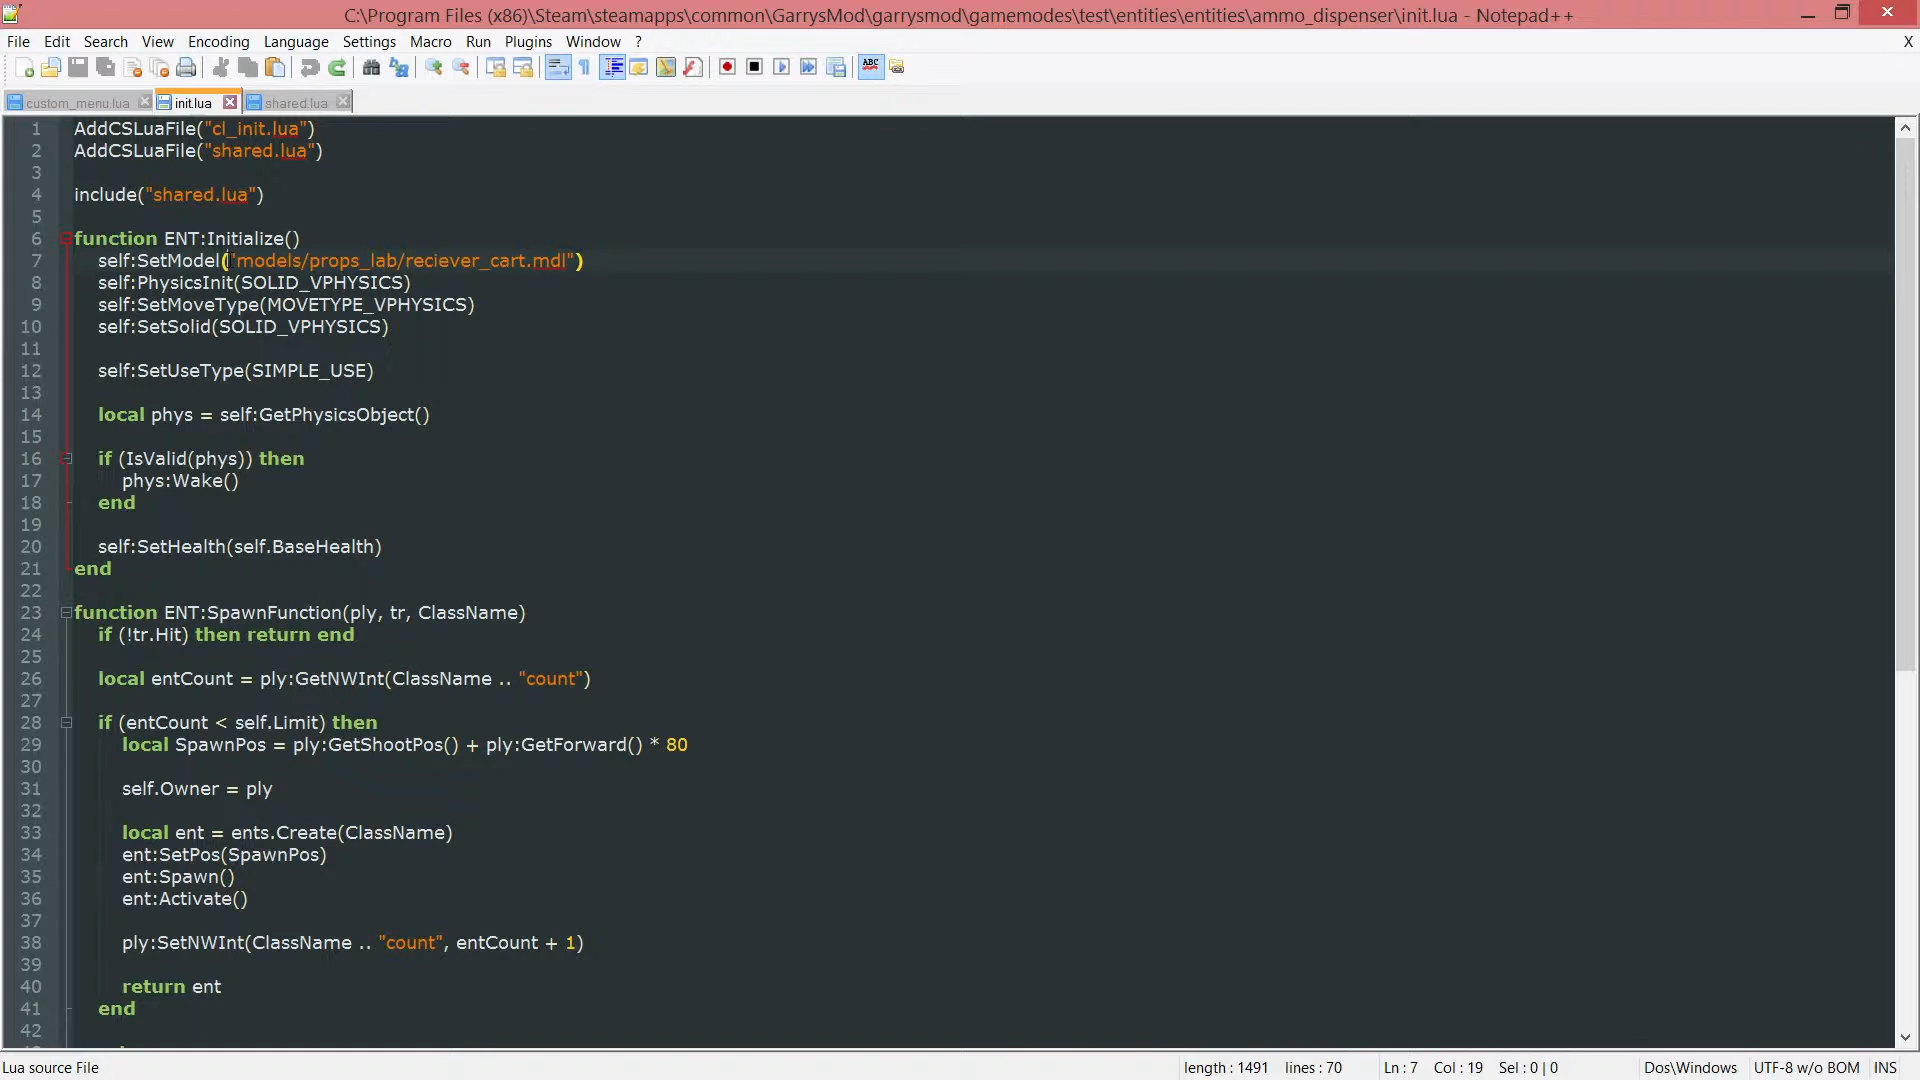 C:\Program Files (x86)\Steam\steamapps\common\GarrysMod\garrysmod\gamemodes\test\entities\entities\ammo_dispenser\init.lua - Notepad++
File Edit Search View Encoding Language Settings Macro Run Plugins Window ? X
custom_menu.lua init.lua shared.lua
1 AddCSLuaFile("cl_init.lua")
2 AddCSLuaFile("shared.lua")
3
4 include("shared.lua")
5
6 function ENT:Initialize()
7 self:SetModel("models/props_lab/reciever_cart.mdl")
8 self:PhysicsInit(SOLID_VPHYSICS)
9 self:SetMoveType(MOVETYPE_VPHYSICS)
10 self:SetSolid(SOLID_VPHYSICS)
11
12 self:SetUseType(SIMPLE_USE)
13
14 local phys = self:GetPhysicsObject()
15
16 if (IsValid(phys)) then
17 phys:Wake()
18 end
19
20 self:SetHealth(self.BaseHealth)
21 end
22
23 function ENT:SpawnFunction(ply, tr, ClassName)
24 if (!tr.Hit) then return end
25
26 local entCount = ply:GetNWInt(ClassName .. "count")
27
28 if (entCount < self.Limit) then
29 local SpawnPos = ply:GetShootPos() + ply:GetForward() * 80
30
31 self.Owner = ply
32
33 local ent = ents.Create(ClassName)
34 ent:SetPos(SpawnPos)
35 ent:Spawn()
36 ent:Activate()
37
38 ply:SetNWInt(ClassName .. "count", entCount + 1)
39
40 return ent
41 end
42
Lua source File length : 1491 lines : 70 Ln : 7 Col : 19 Sel : 0 | 0 Dos\Windows UTF-8 w/o BOM INS